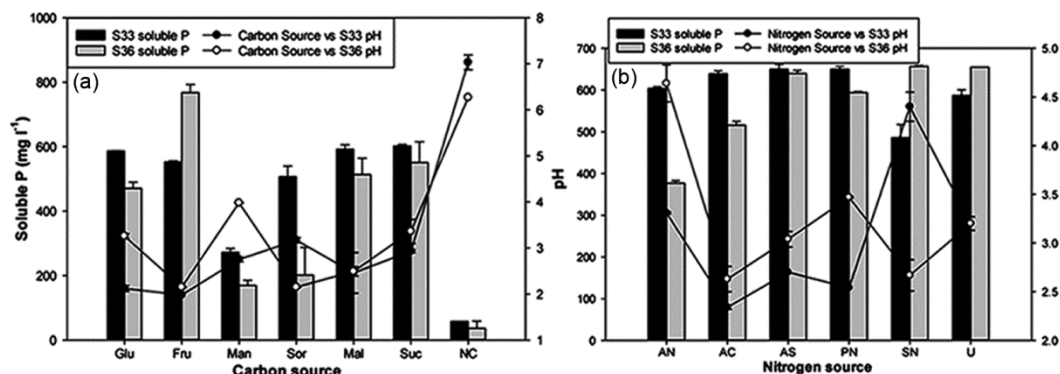 1000
800
600
400
200
0
Soluble P (mg l⁻¹)
S33 soluble P
S36 soluble P
Carbon Source vs S33 pH
Carbon Source vs S36 pH
(a)
8
7
6
5
4
3
2
1
pH
Glu Fru Man Sor Mal Suc NC
Carbon source
700
600
500
400
300
200
100
0
S33 soluble P
S36 soluble P
Nitrogen Source vs S33 pH
Nitrogen Source vs S36 pH
(b)
5.0
4.5
4.0
3.5
3.0
2.5
2.0
AN AC AS PN SN U
Nitrogen source